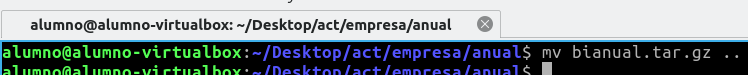 alumno@alumno-virtualbox: ~/Desktop/act/empresa/anual
alumno@alumno-virtualbox:~/Desktop/act/empresa/anual$ mv bianual.tar.gz ..
alumno@alumno-virtualbox:~/Desktop/act/empresa/anual$